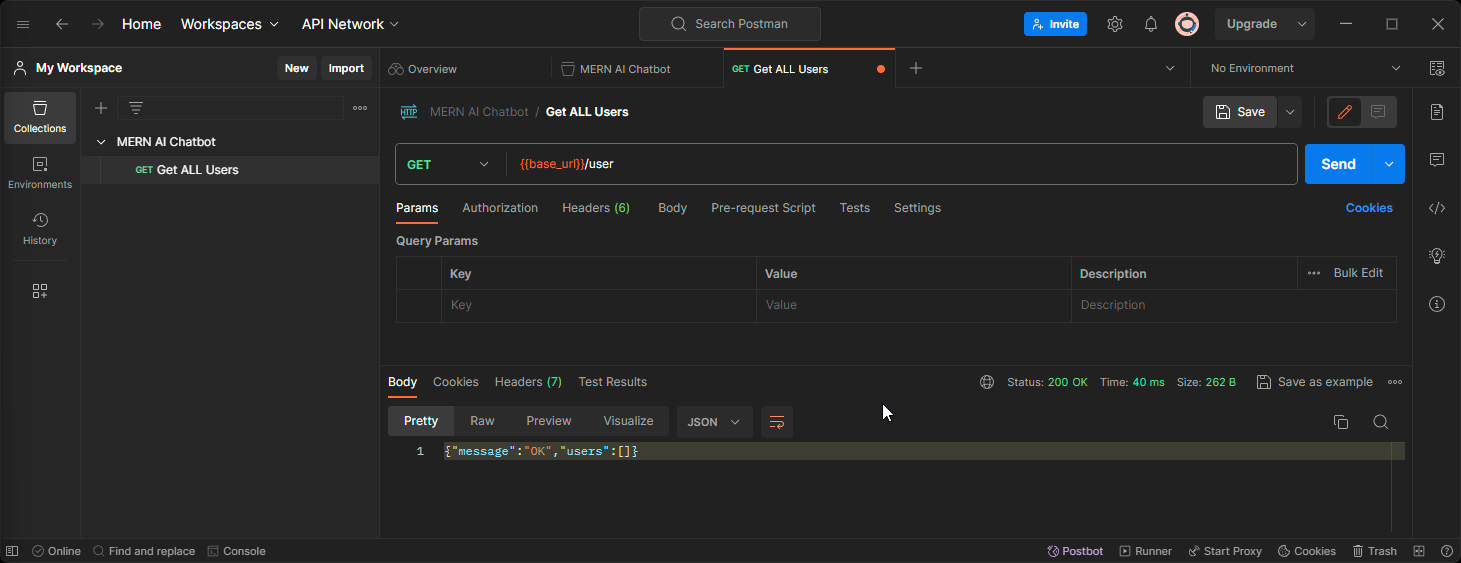 Home Workspaces API Network Search Postman Invite Upgrade
My Workspace New Import Overview MERN AI Chatbot GET Get ALL Users No Environment
Collections
Environments
History
MERN AI Chatbot
GET Get ALL Users
HTTP MERN AI Chatbot / Get ALL Users Save
GET {{base_url}}/user Send
Params Authorization Headers (6) Body Pre-request Script Tests Settings Cookies
Query Params
Key Value Description Bulk Edit
Key Value Description
Body Cookies Headers (7) Test Results Status: 200 OK Time: 40 ms Size: 262 B Save as example
Pretty Raw Preview Visualize JSON
1 {"message":"OK","users":[]}
Online Find and replace Console Postbot Runner Start Proxy Cookies Trash